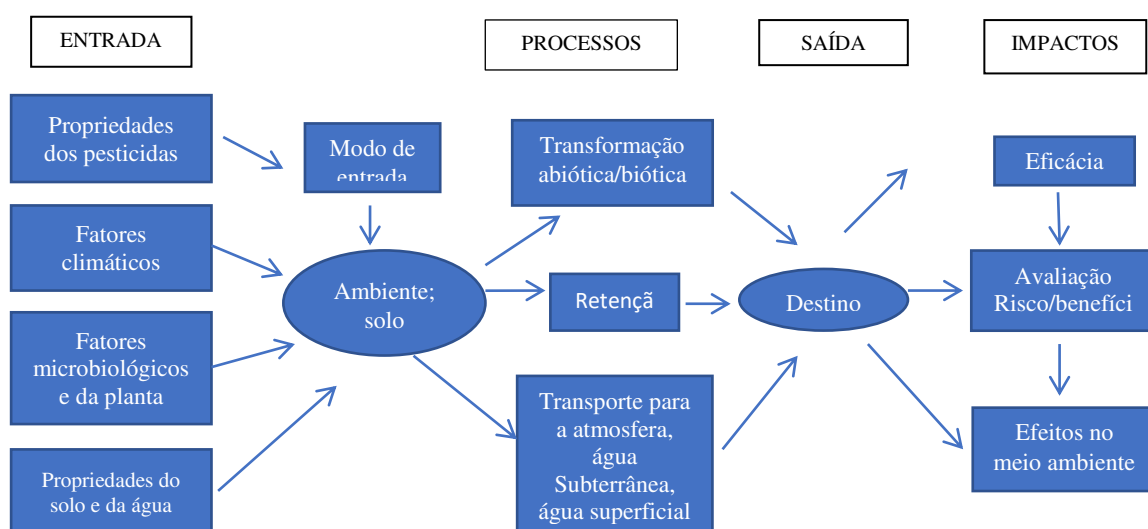 ENTRADA
PROCESSOS
SAÍDA
IMPACTOS
Propriedades
dos pesticidas
Fatores
climáticos
Fatores
microbiológicos
e da planta
Propriedades do
solo e da água
Modo de
entrada
Ambiente;
solo
Transformação
abiótica/biótica
Retençã
Transporte para
a atmosfera,
água
Subterrânea,
água superficial
Destino
Eficácia
Avaliação
Risco/benefíci
Efeitos no
meio ambiente